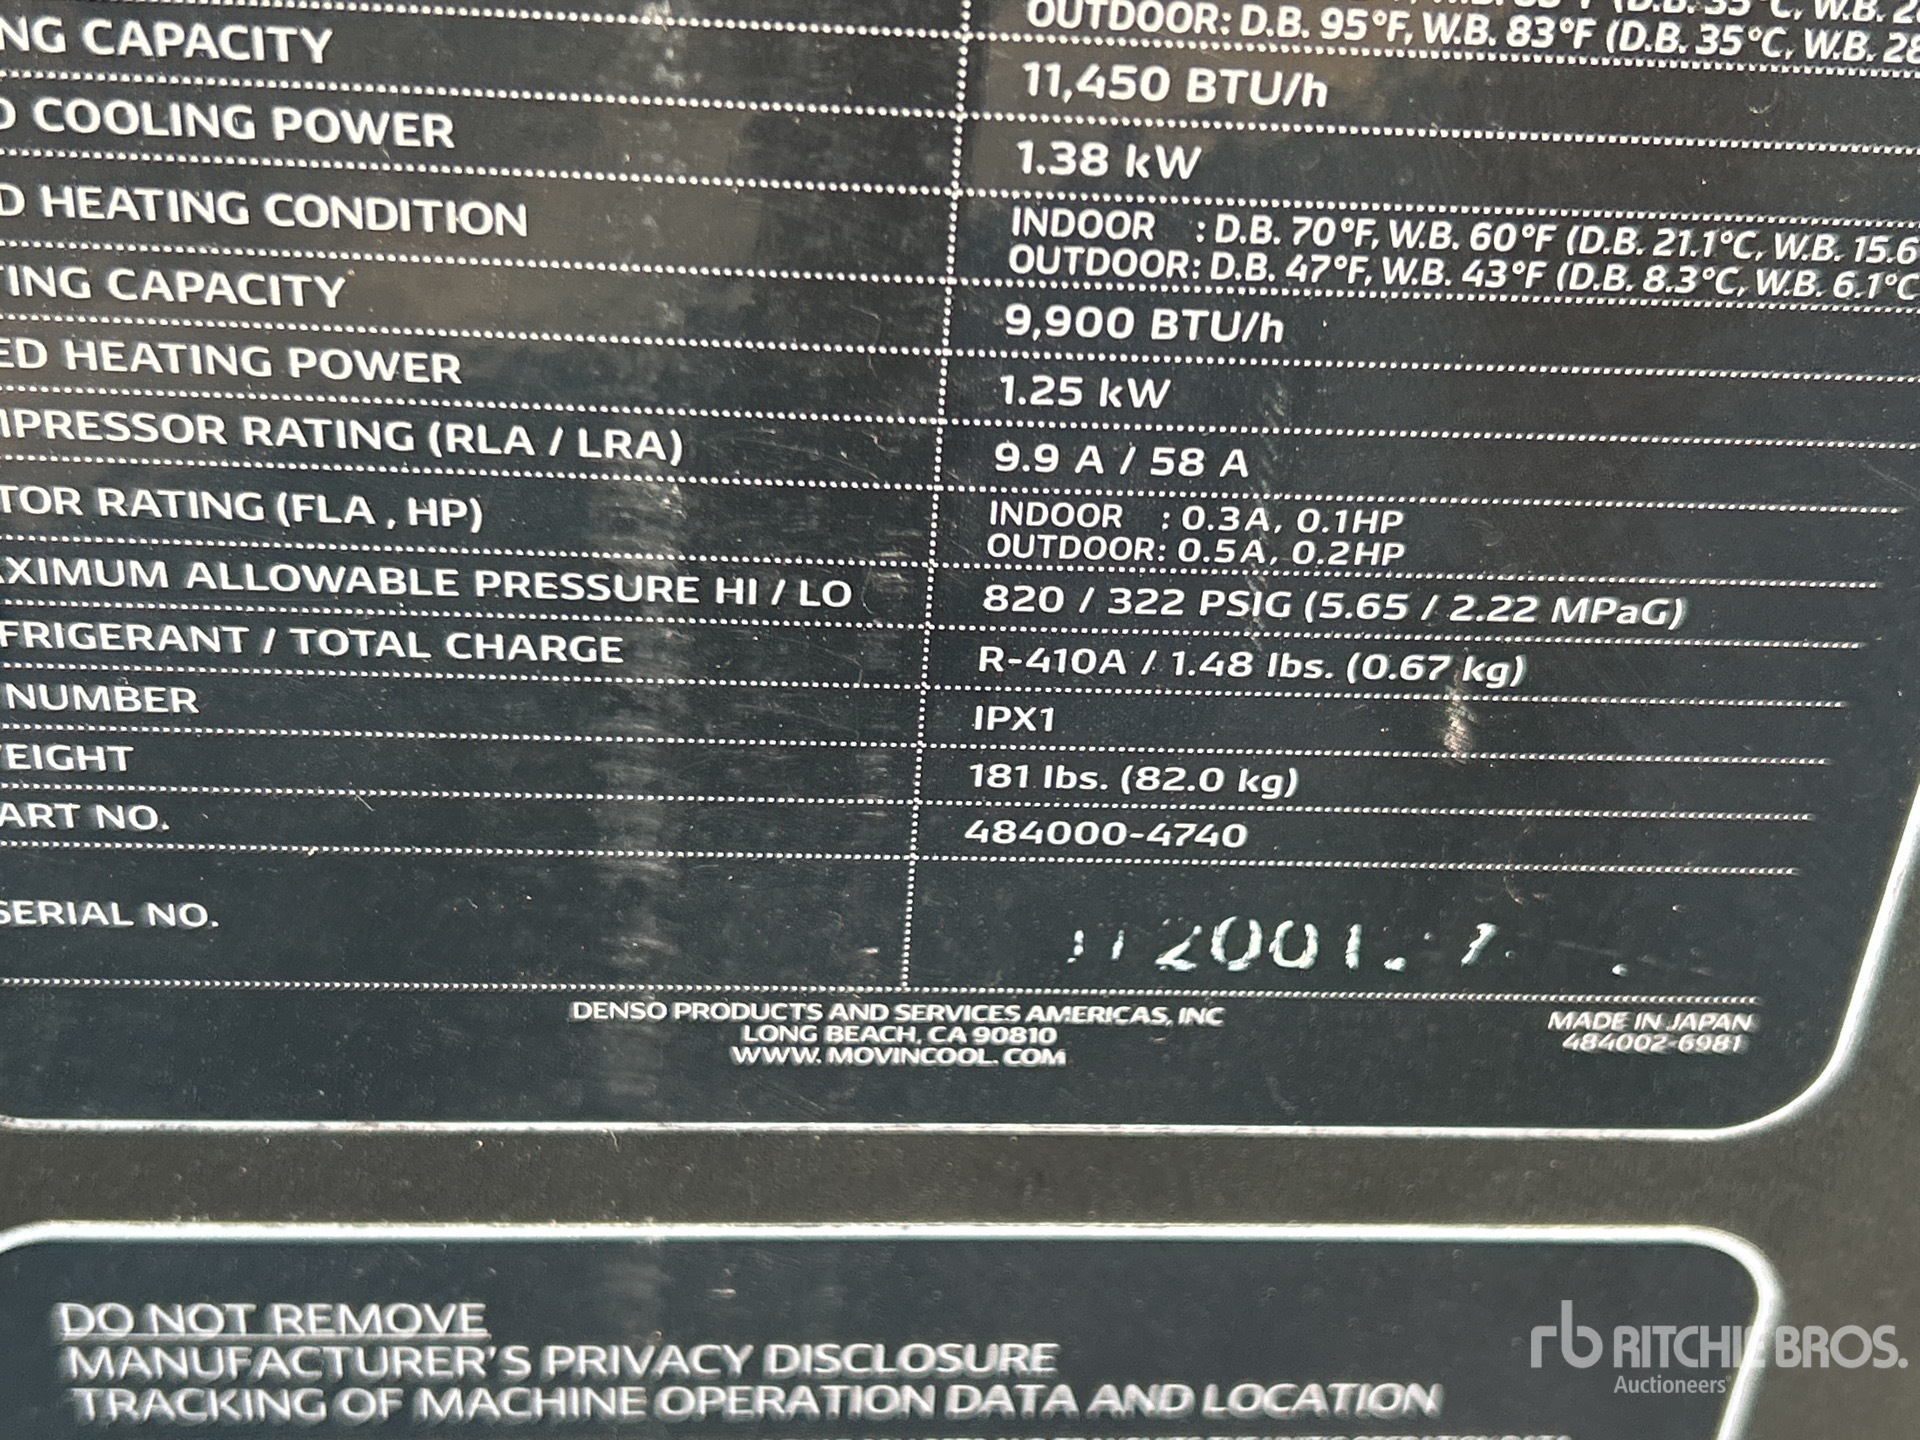 OUTDOOR: D.B. 95°F, W.B. 83°F (D.B. 35°C, W.B. 28
NG CAPACITY 11,450 BTU/h
D COOLING POWER 1.38 kW
D HEATING CONDITION INDOOR : D.B. 70°F, W.B. 60°F (D.B. 21.1°C, W.B. 15.6
OUTDOOR: D.B. 47°F, W.B. 43°F (D.B. 8.3°C, W.B. 6.1°C
TING CAPACITY 9,900 BTU/h
ED HEATING POWER 1.25 kW
MPRESSOR RATING (RLA / LRA) 9.9 A / 58 A
TOR RATING (FLA , HP) INDOOR : 0.3A, 0.1HP
OUTDOOR: 0.5A, 0.2HP
AXIMUM ALLOWABLE PRESSURE HI / LO 820 / 322 PSIG (5.65 / 2.22 MPaG)
FRIGERANT / TOTAL CHARGE R-410A / 1.48 lbs. (0.67 kg)
NUMBER IPX1
EIGHT 181 lbs. (82.0 kg)
ART NO. 484000-4740
SERIAL NO.
DENSO PRODUCTS AND SERVICES AMERICAS, INC
LONG BEACH, CA 90810
WWW. MOVINCOOL. COM
MADE IN JAPAN
484002-6981
DO NOT REMOVE
MANUFACTURER'S PRIVACY DISCLOSURE
TRACKING OF MACHINE OPERATION DATA AND LOCATION
rb RITCHIE BROS.
Auctioneers